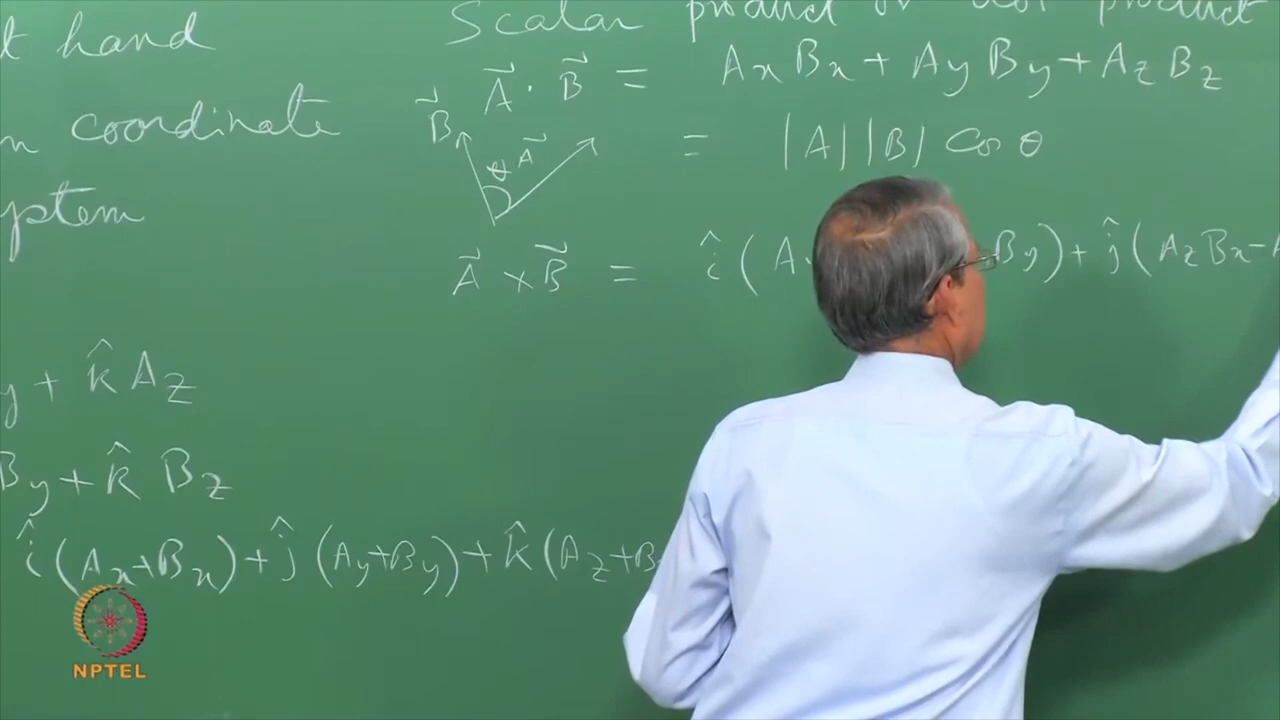 t hand
n coordinate
ystem
y + k̂ Az
By + k̂ Bz
î (Ax+Bx) + ĵ (Ay+By) + k̂ (Az+B
Scalar product or dot product
A⃗ · B⃗ = AxBx + AyBy + AzBz
= |A| |B| Cos θ
B⃗ θ A⃗
A⃗ × B⃗ = î (A By) + ĵ (AzBx - A
NPTEL